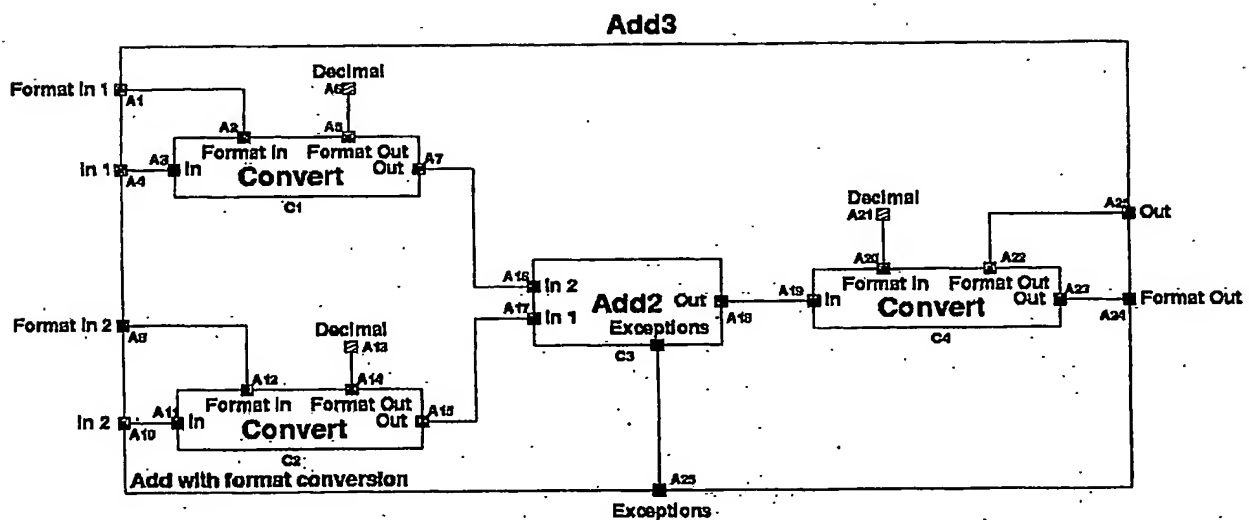 Add3
Decimal
Format In 1
A1
A6
A2
A5
Format In
Format Out
A7
In 1
A4
A3
In
Out
Convert
C1
Decimal
A21
Out
A20
A22
A16
In 2
A19
In
Format In
Format Out
A23
Add2
Out
A18
Convert
Out
Format Out
A24
A17
In 1
Exceptions
C3
C4
Format In 2
Decimal
A13
A12
A14
Format In
Format Out
A15
In 2
A10
A11
In
Out
Convert
C2
Add with format conversion
Exceptions